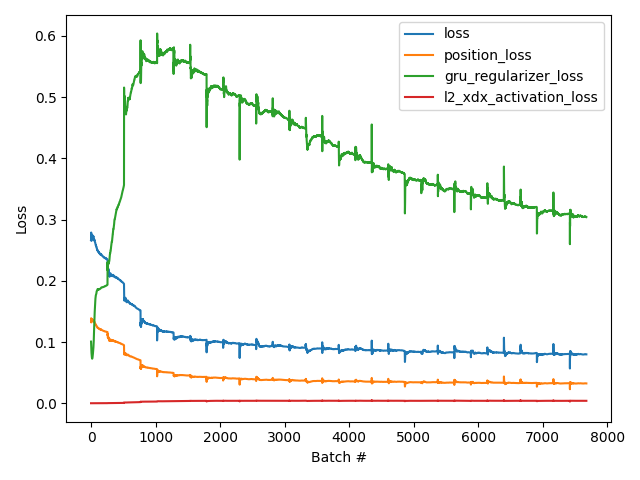 loss
position_loss
gru_regularizer_loss
l2_xdx_activation_loss
Loss
0.6
0.5
0.4
0.3
0.2
0.1
0.0
0 1000 2000 3000 4000 5000 6000 7000 8000
Batch #